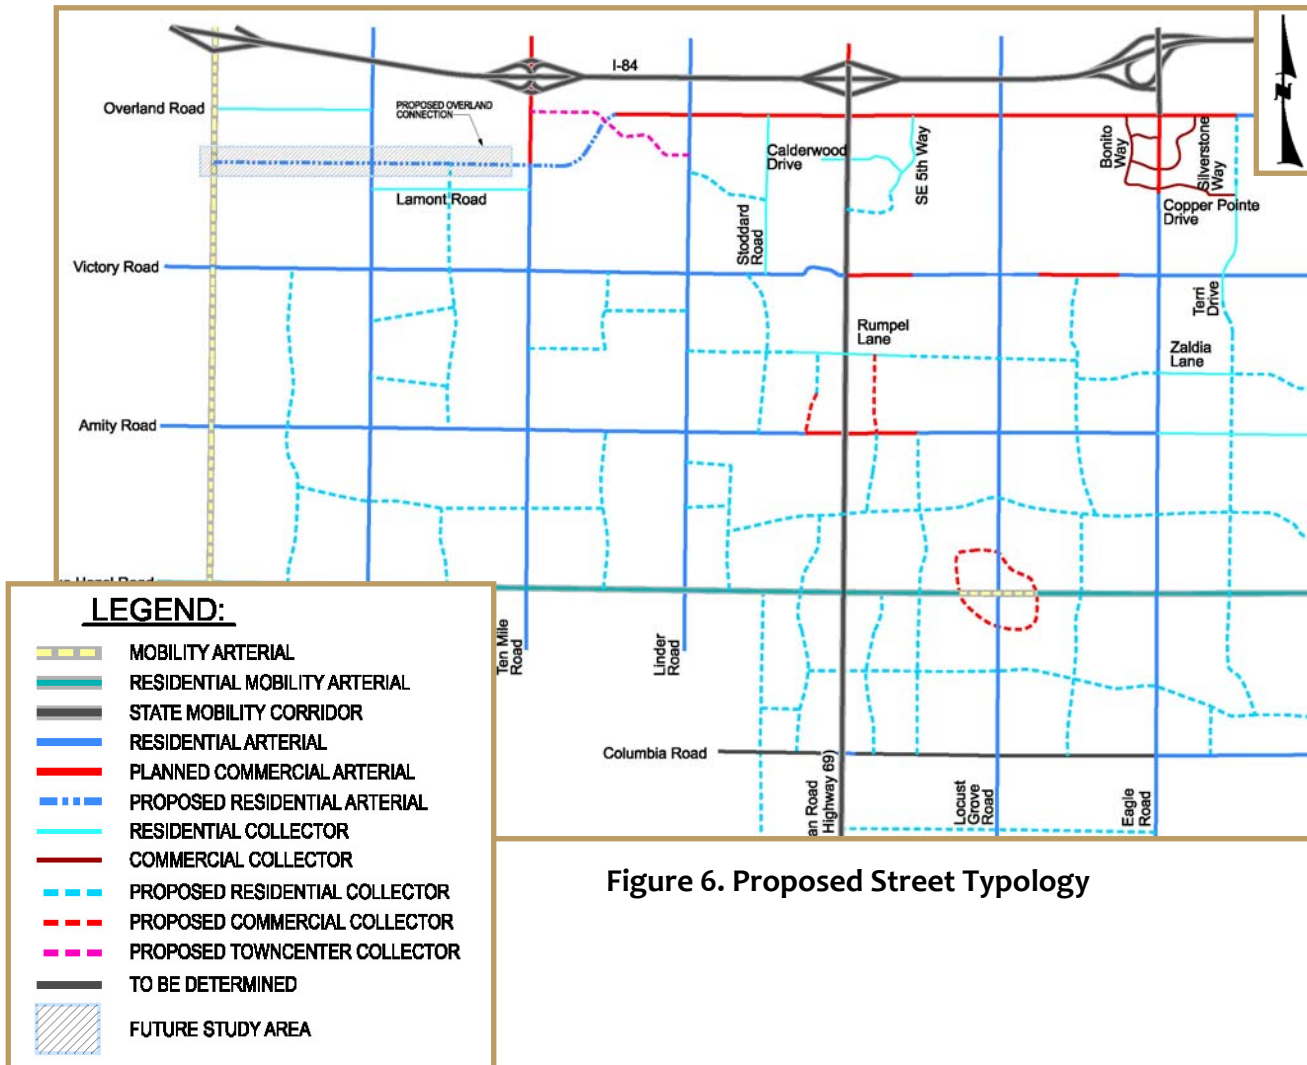 I-84
N
Overland Road
PROPOSED OVERLAND
CONNECTION
Calderwood
Drive
SE 5th Way
Bonito
Way
Silverstone
Way
Lamont Road
Copper Pointe
Drive
Stoddard
Road
Victory Road
Terri
Drive
Rumpel
Lane
Zaldia
Lane
Amity Road
Hazel Road
Ten Mile
Road
Linder
Road
Columbia Road
an Road
Highway 69)
Locust
Grove
Road
Eagle
Road
LEGEND:
MOBILITY ARTERIAL
RESIDENTIAL MOBILITY ARTERIAL
STATE MOBILITY CORRIDOR
RESIDENTIAL ARTERIAL
PLANNED COMMERCIAL ARTERIAL
PROPOSED RESIDENTIAL ARTERIAL
RESIDENTIAL COLLECTOR
COMMERCIAL COLLECTOR
PROPOSED RESIDENTIAL COLLECTOR
PROPOSED COMMERCIAL COLLECTOR
PROPOSED TOWNCENTER COLLECTOR
TO BE DETERMINED
FUTURE STUDY AREA
Figure 6. Proposed Street Typology